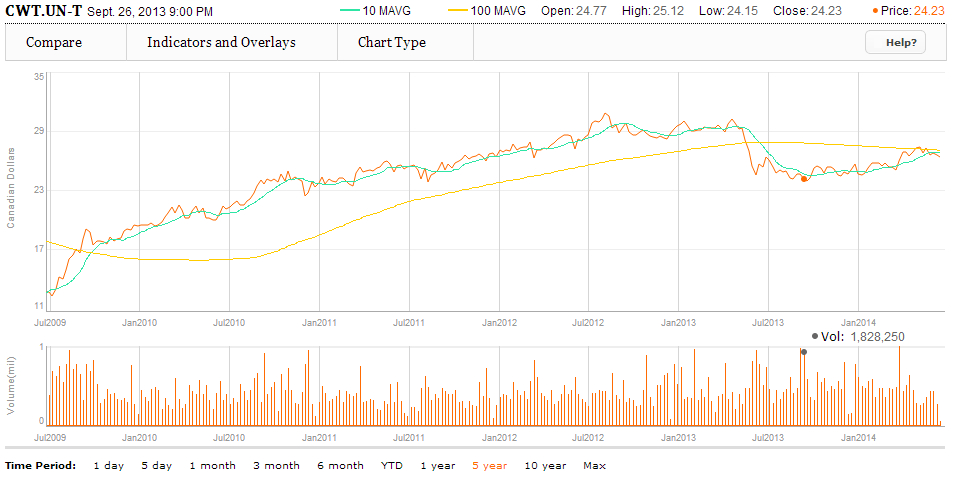 CWT.UN-T Sept. 26, 2013 9:00 PM 10 MAVG 100 MAVG Open: 24.77 High: 25.12 Low: 24.15 Close: 24.23 Price: 24.23
Compare Indicators and Overlays Chart Type Help?
35
29
23
17
11
Canadian Dollars
Jul2009 Jan2010 Jul2010 Jan2011 Jul2011 Jan2012 Jul2012 Jan2013 Jul2013 Jan2014
Vol: 1,828,250
1
0
Volume(mil)
Jul2009 Jan2010 Jul2010 Jan2011 Jul2011 Jan2012 Jul2012 Jan2013 Jul2013 Jan2014
Time Period: 1 day 5 day 1 month 3 month 6 month YTD 1 year 5 year 10 year Max